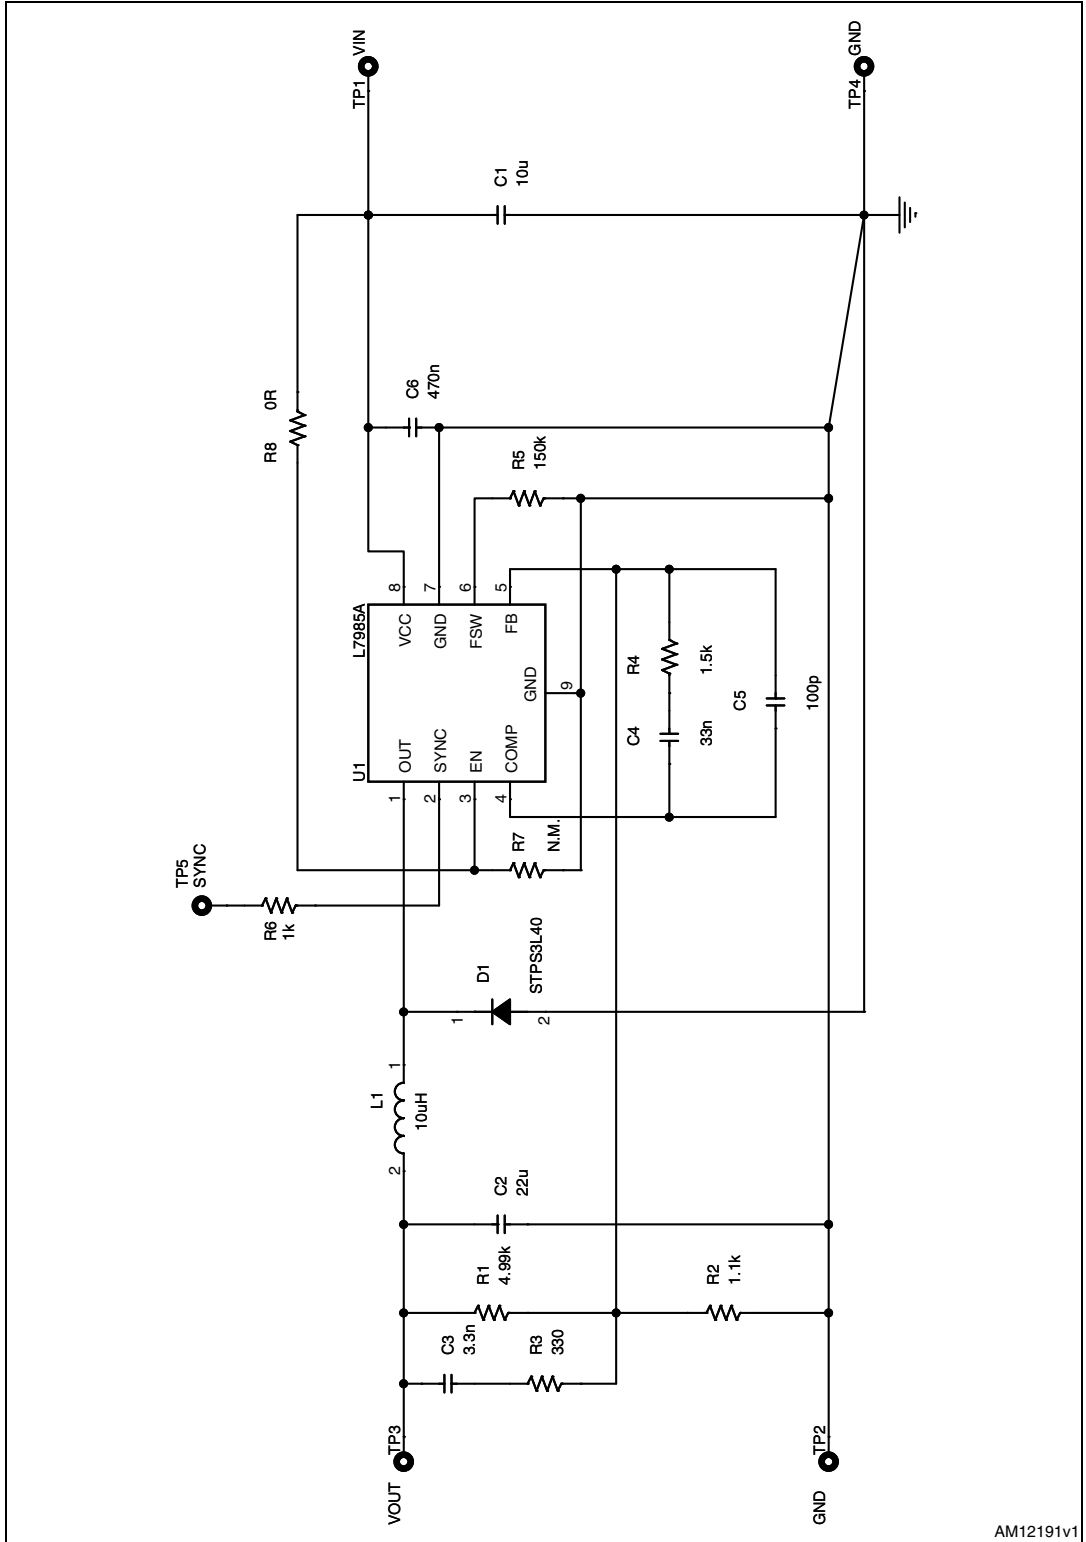 VIN
TP1
GND
TP4
C1
10u
R8 0R
C6
470n
R5
150k
U1 L7985A
8
7
6
5
VCC
GND
FSW
FB
GND
9
OUT
SYNC
EN
COMP
1
2
3
4
R4
1.5k
C4
33n
C5
100p
R7
N.M.
TP5
SYNC
R6
1k
D1
STPS3L40
1
2
L1
10uH
1
2
C2
22u
R1
4.99k
R2
1.1k
C3
3.3n
R3
330
TP3
VOUT
TP2
GND
AM12191v1